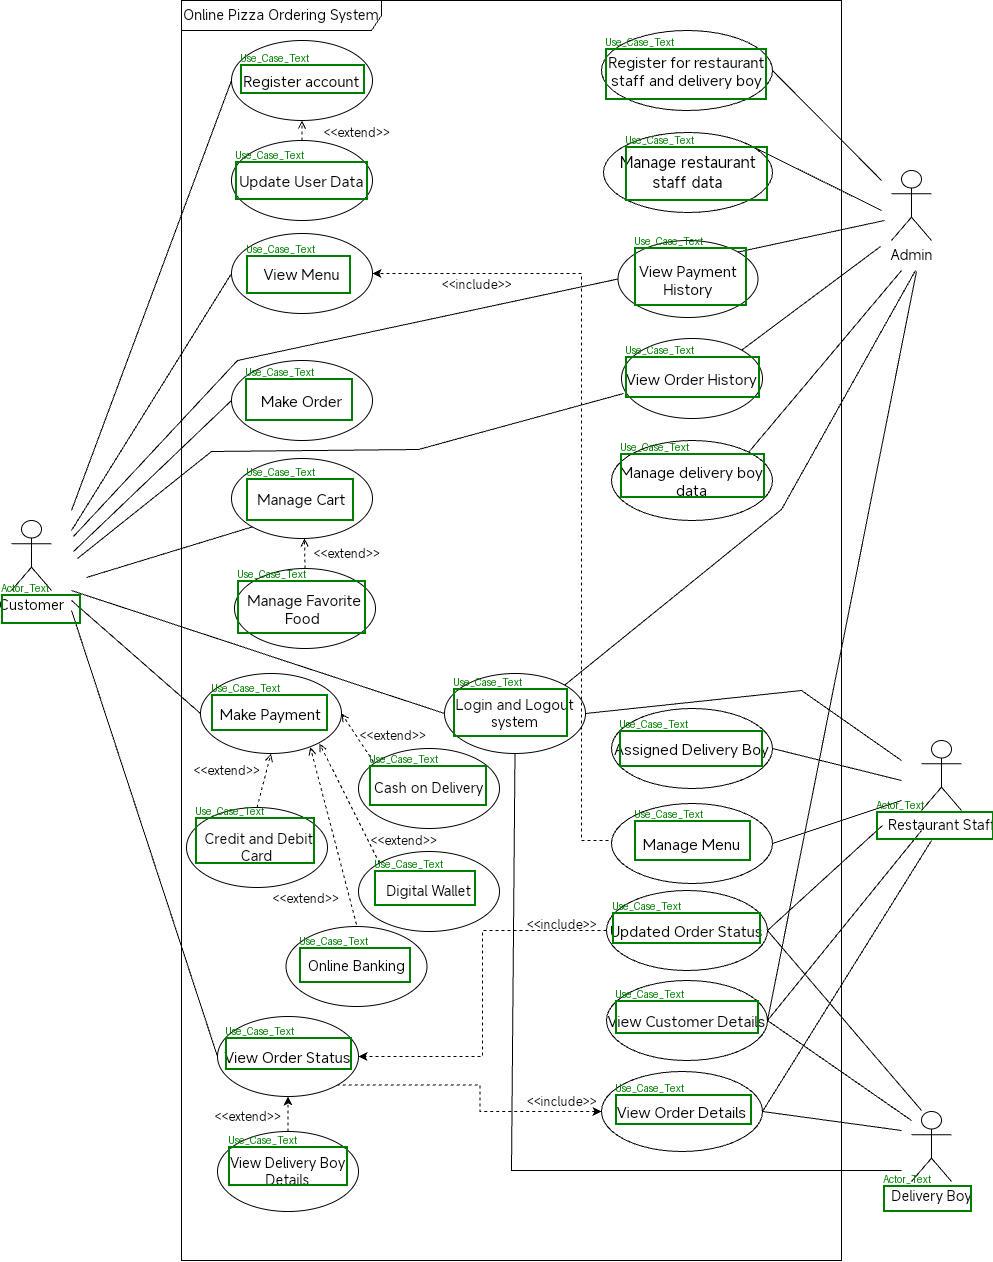 Online Pizza Ordering System
Use_Case_Text
Register account
<<extend>>
Use_Case_Text
Update User Data
Use_Case_Text
View Menu
<<include>>
Use_Case_Text
Make Order
Use_Case_Text
Manage Cart
<<extend>>
Use_Case_Text
Manage Favorite
Food
Use_Case_Text
Register for restaurant
staff and delivery boy
Use_Case_Text
Manage restaurant
staff data
Use_Case_Text
View Payment
History
Use_Case_Text
View Order History
Use_Case_Text
Manage delivery boy
data
Admin
Actor_Text
Customer
Use_Case_Text
Make Payment
Use_Case_Text
Login and Logout
system
<<extend>>
<<extend>>
Use_Case_Text
Cash on Delivery
Use_Case_Text
Credit and Debit
Card
<<extend>>
Use_Case_Text
Digital Wallet
<<extend>>
Use_Case_Text
Online Banking
Use_Case_Text
Assigned Delivery Boy
Use_Case_Text
Manage Menu
Actor_Text
Restaurant Staff
<<include>>
Use_Case_Text
Updated Order Status
Use_Case_Text
View Customer Details
Use_Case_Text
View Order Status
<<include>>
Use_Case_Text
View Order Details
<<extend>>
Use_Case_Text
View Delivery Boy
Details
Actor_Text
Delivery Boy